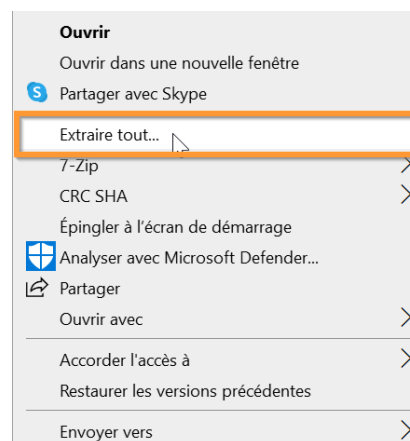 Ouvrir
Ouvrir dans une nouvelle fenêtre
Partager avec Skype
Extraire tout...
7-Zip
CRC SHA
Épingler à l'écran de démarrage
Analyser avec Microsoft Defender...
Partager
Ouvrir avec
Accorder l'accès à
Restaurer les versions précédentes
Envoyer vers